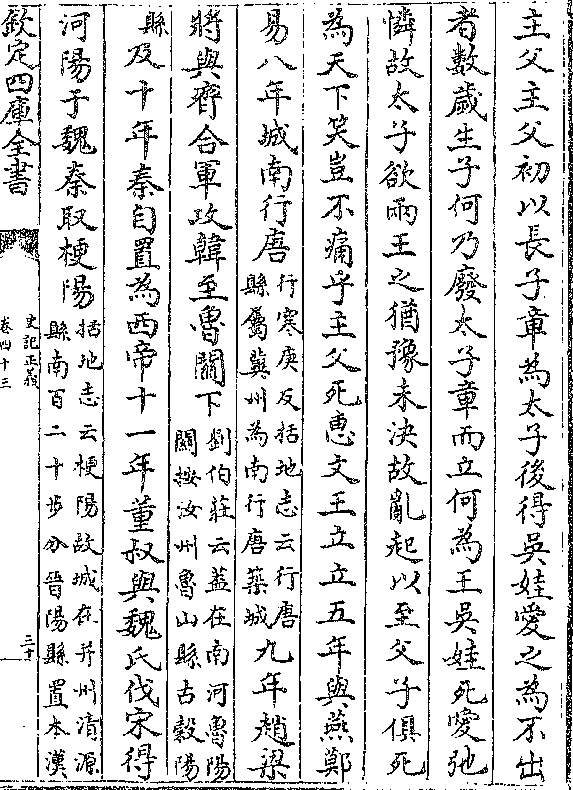 主父主父初以長子章為太子後得吳娃愛之為不出
者數歲生子何乃廢太子章而立何為王吳娃死愛弛
憐故太子欲兩王之猶豫未決故亂起以至父子俱死
為天下笑豈不痛乎主父死惠文王立立五年與燕鄚
易八年城南行唐
行寒庚反括地志云行唐
縣屬冀州為南行唐築城
九年趙梁
將與齊合軍攻韓至魯關下
劉伯莊云蓋在南河魯陽
關按汝州魯山縣古穀陽
縣
及十年秦自置為西帝十一年董叔與魏氏伐宋得
河陽于魏秦取梗陽
括地志云梗陽故城在并州清源
縣南百二十步分晉陽縣置本漢
欽定四庫全書
史記正義
卷四十三
三十